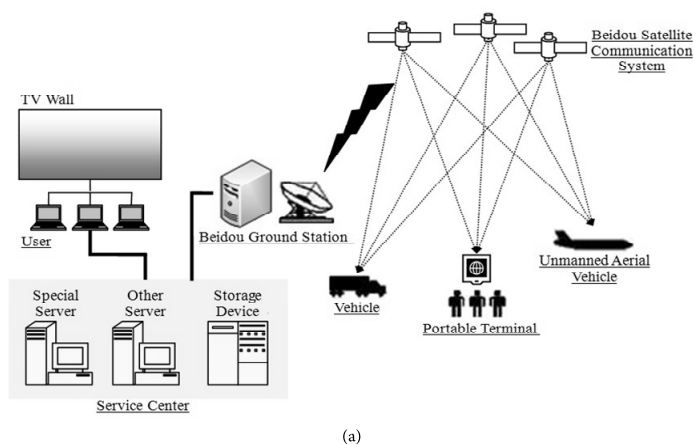 Beidou Satellite
Communication
System
TV Wall
User
Beidou Ground Station
Unmanned Aerial
Vehicle
Vehicle
Portable Terminal
Special
Server
Other
Server
Storage
Device
Service Center
(a)